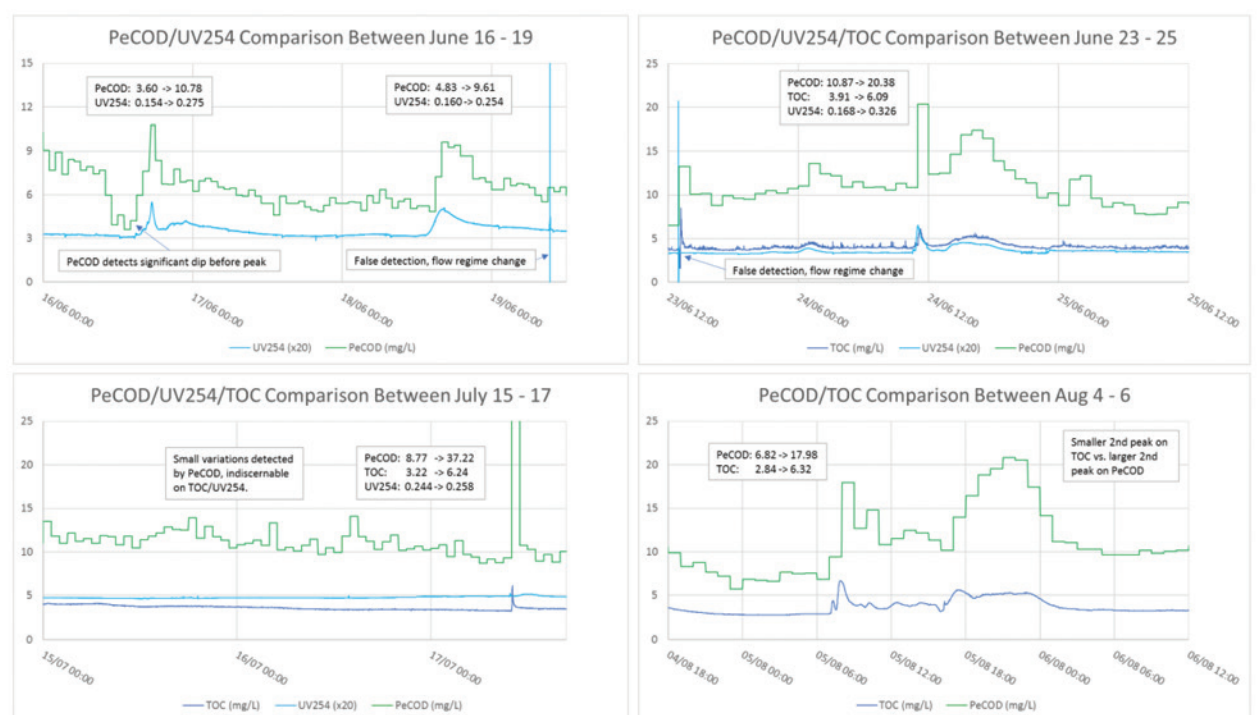 PeCOD/UV254 Comparison Between June 16 - 19
15
12
9
6
3
0
PeCOD: 3.60 -> 10.78
UV254: 0.154 -> 0.275
PeCOD: 4.83 -> 9.61
UV254: 0.160 -> 0.254
PeCOD detects significant dip before peak
False detection, flow regime change
16/06 00:00
17/06 00:00
18/06 00:00
19/06 00:00
UV254 (x20)
PeCOD (mg/L)
PeCOD/UV254/TOC Comparison Between June 23 - 25
25
20
15
10
5
0
PeCOD: 10.87 -> 20.38
TOC: 3.91 -> 6.09
UV254: 0.168 -> 0.326
False detection, flow regime change
23/06 12:00
24/06 00:00
24/06 12:00
25/06 00:00
25/06 12:00
TOC (mg/L)
UV254 (x20)
PeCOD (mg/L)
PeCOD/UV254/TOC Comparison Between July 15 - 17
25
20
15
10
5
0
Small variations detected
by PeCOD, indiscernable
on TOC/UV254.
PeCOD: 8.77 -> 37.22
TOC: 3.22 -> 6.24
UV254: 0.244 -> 0.258
15/07 00:00
16/07 00:00
17/07 00:00
TOC (mg/L)
UV254 (x20)
PeCOD (mg/L)
PeCOD/TOC Comparison Between Aug 4 - 6
25
20
15
10
5
0
PeCOD: 6.82 -> 17.98
TOC: 2.84 -> 6.32
Smaller 2nd peak on
TOC vs. larger 2nd
peak on PeCOD
04/08 18:00
05/08 00:00
05/08 06:00
05/08 12:00
05/08 18:00
06/08 00:00
06/08 06:00
06/08 12:00
TOC (mg/L)
PeCOD (mg/L)